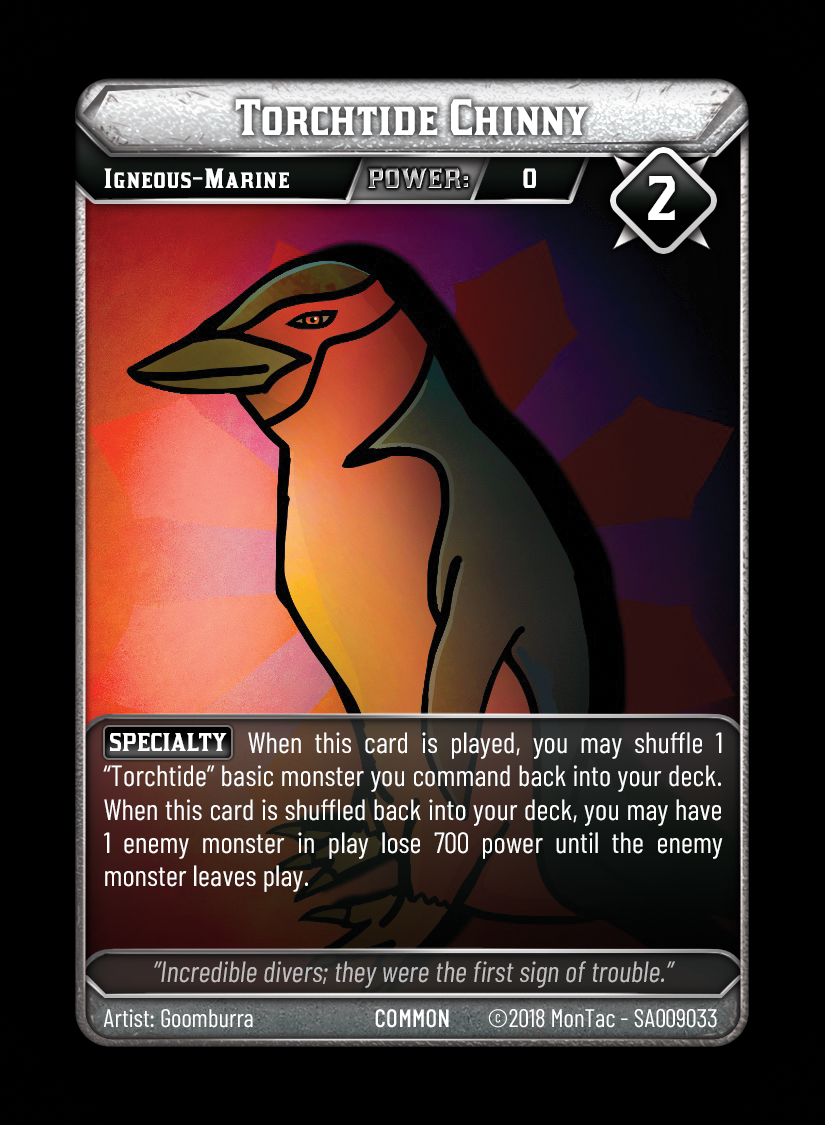 Torchtide Chinny
Igneous-Marine POWER: 0
2
SPECIALTY When this card is played, you may shuffle 1
"Torchtide" basic monster you command back into your deck.
When this card is shuffled back into your deck, you may have
1 enemy monster in play lose 700 power until the enemy
monster leaves play.
"Incredible divers; they were the first sign of trouble."
Artist: Goomburra COMMON ©2018 MonTac - SA009033